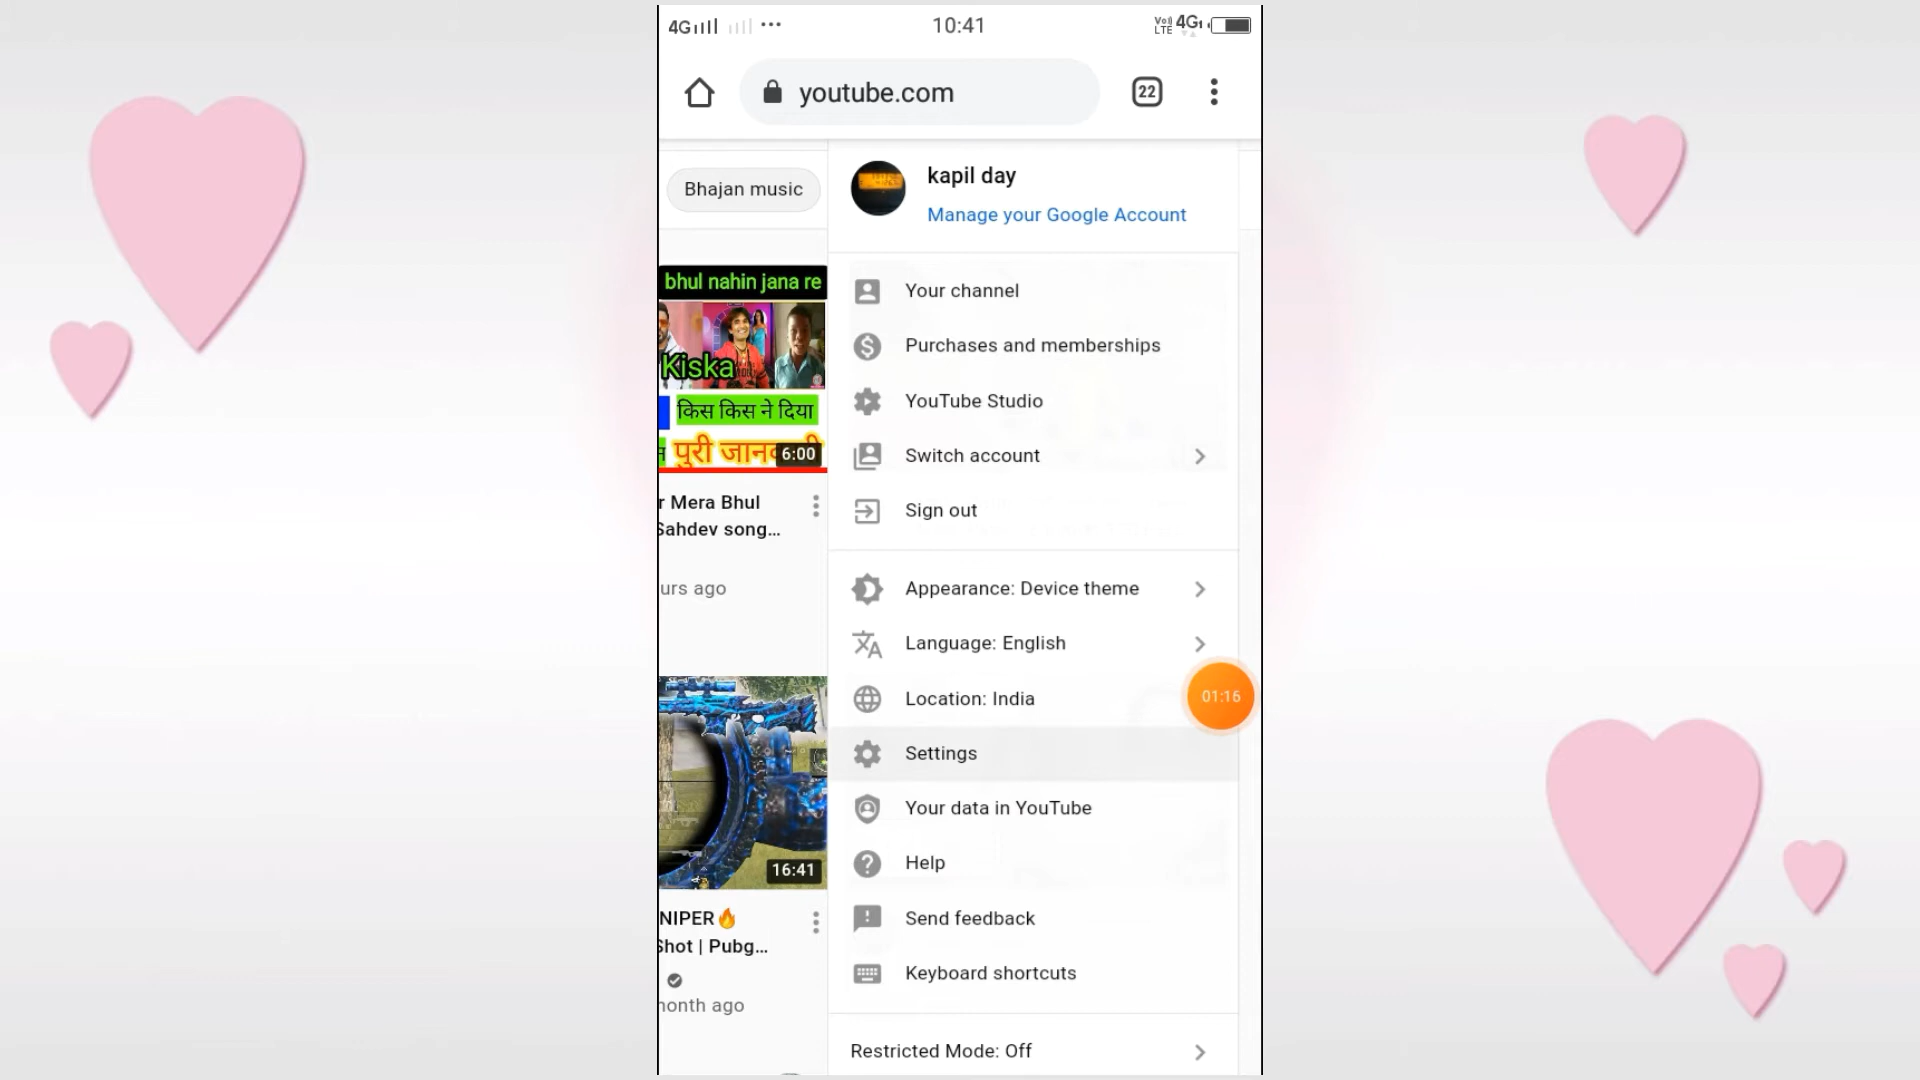 4G 10:41 VoI) LTE 4G
youtube.com 22
Bhajan music
kapil day
Manage your Google Account
bhul nahin jana re
Kiska
किस किस ने दिया
पुरी 6:00
r Mera Bhul
Sahdev song...
urs ago
16:41
NIPER🔥
Shot | Pubg...
month ago
Your channel
Purchases and memberships
YouTube Studio
Switch account
Sign out
Appearance: Device theme
Language: English
01:16
Location: India
Settings
Your data in YouTube
Help
Send feedback
Keyboard shortcuts
Restricted Mode: Off